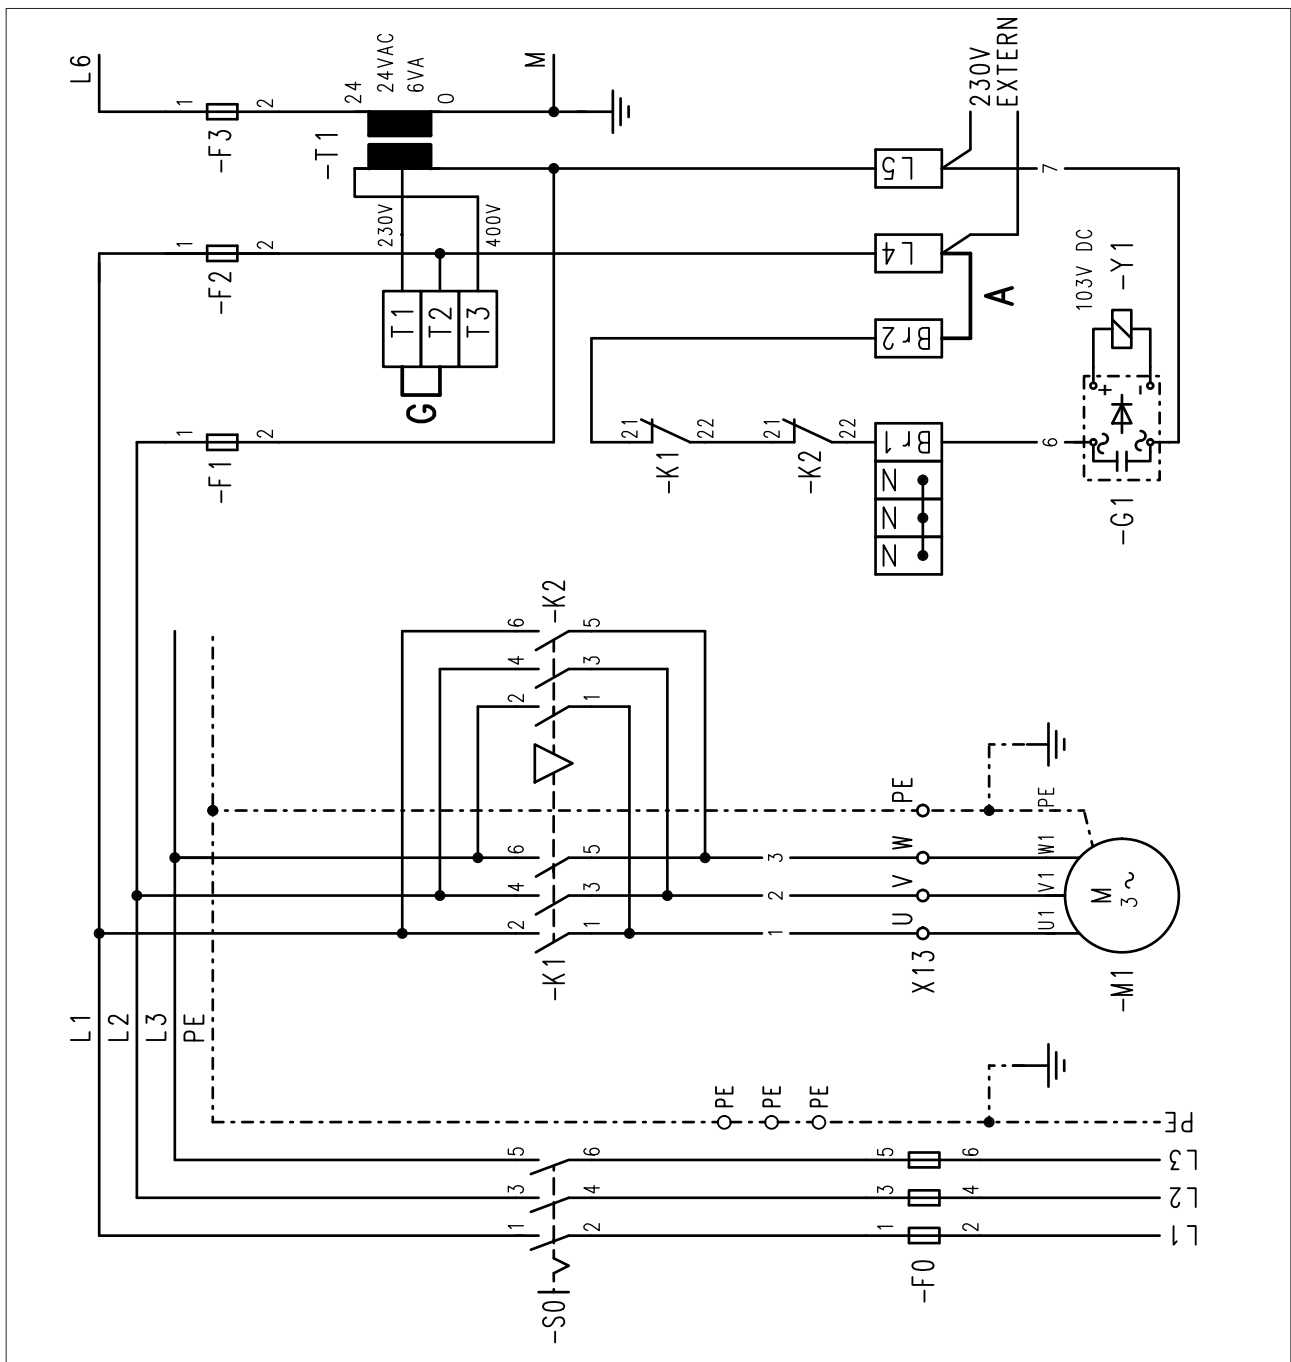 L6
1
2
-F3
24
24VAC
6VA
0
-T1
M
1
2
-F2
230V
400V
T1
T2
T3
G
1
2
-F1
L5
L4
Br2
Br1
N
N
N
230V
EXTERN
7
A
6
103V DC
-Y1
+
-
-G1
21
22
-K1
21
22
-K2
L1
L2
L3
PE
6
5
4
3
2
1
-K2
6
5
4
3
2
1
-K1
3
2
1
PE
W
V
U
X13
PE
W1
V1
U1
M
3 ~
-M1
PE
PE
PE
5
6
3
4
1
2
-S0
5
6
3
4
1
2
-F0
PE
L3
L2
L1